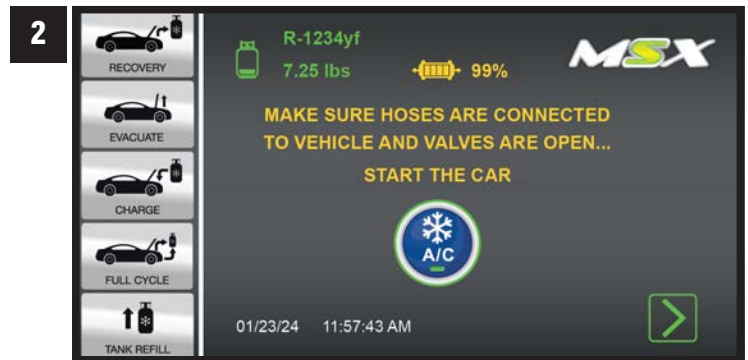 2
RECOVERY
EVACUATE
CHARGE
FULL CYCLE
TANK REFILL
R-1234yf
7.25 lbs
99%
MSX
MAKE SURE HOSES ARE CONNECTED
TO VEHICLE AND VALVES ARE OPEN...
START THE CAR
A/C
01/23/24 11:57:43 AM